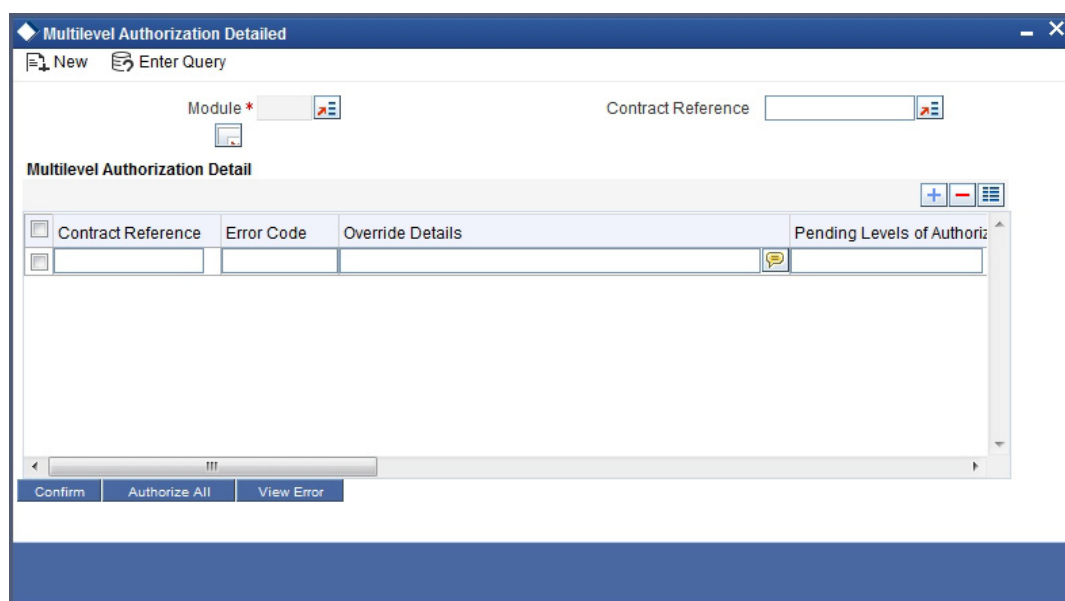 Multilevel Authorization Detailed
New Enter Query
Module * Contract Reference
Multilevel Authorization Detail
Contract Reference Error Code Override Details Pending Levels of Authoriz
Confirm Authorize All View Error